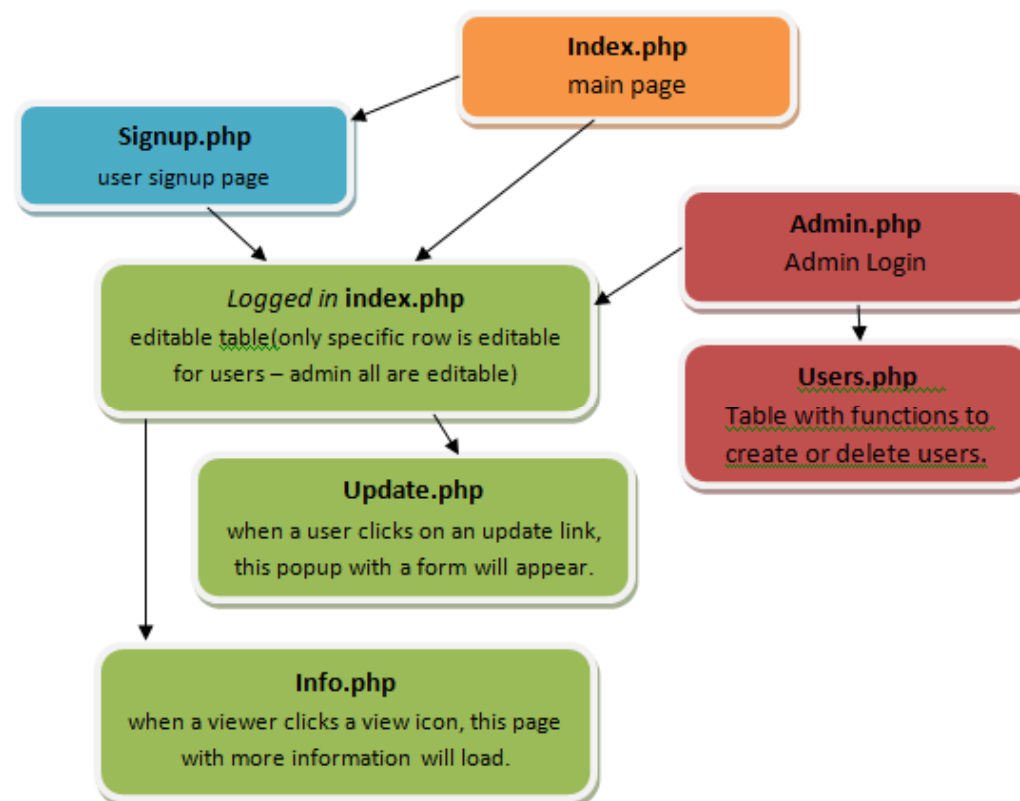 Index.php
main page
Signup.php
user signup page
Admin.php
Admin Login
Logged in index.php
editable table(only specific row is editable
for users – admin all are editable)
Users.php
Table with functions to
create or delete users.
Update.php
when a user clicks on an update link,
this popup with a form will appear.
Info.php
when a viewer clicks a view icon, this page
with more information will load.